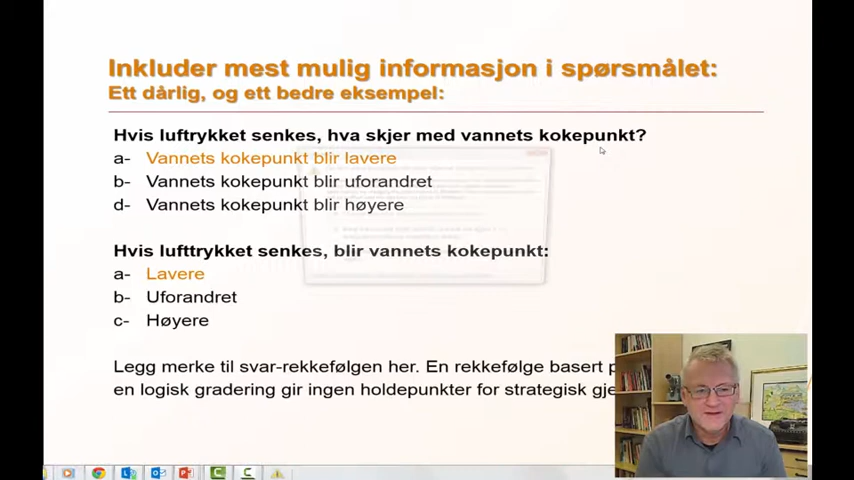 Inkluder mest mulig informasjon i spørsmålet:
Ett dårlig, og ett bedre eksempel:
Hvis luftrykket senkes, hva skjer med vannets kokepunkt?
a- Vannets kokepunkt blir lavere
b- Vannets kokepunkt blir uforandret
d- Vannets kokepunkt blir høyere
Hvis lufttrykket senkes, blir vannets kokepunkt:
a- Lavere
b- Uforandret
c- Høyere
Legg merke til svar-rekkefølgen her. En rekkefølge basert
en logisk gradering gir ingen holdepunkter for strategisk